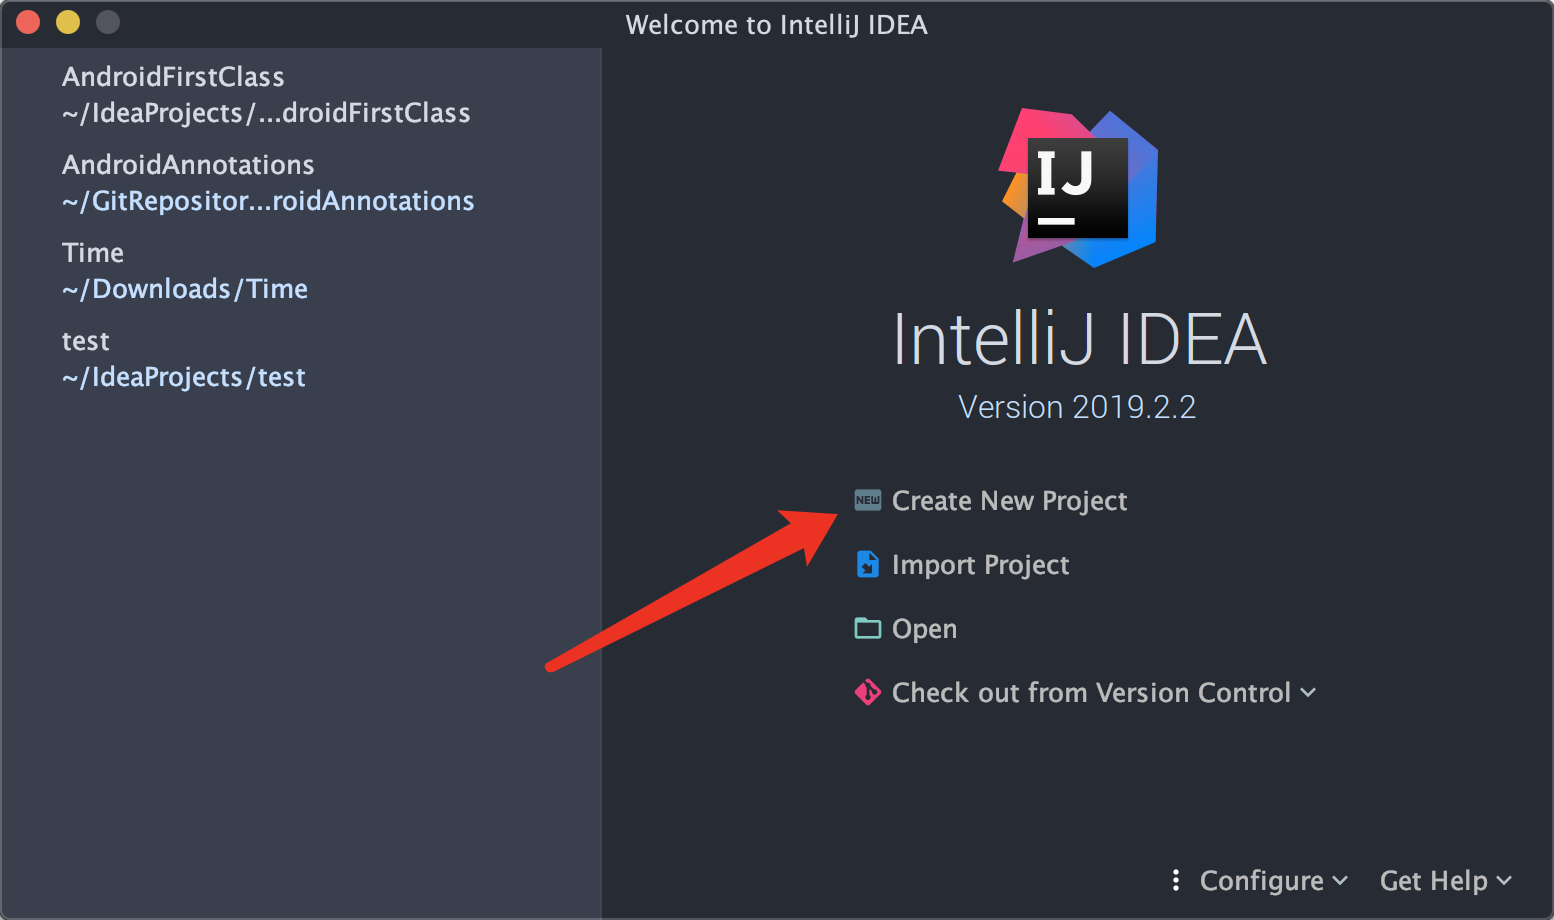 Welcome to IntelliJ IDEA
AndroidFirstClass
~/IdeaProjects/...droidFirstClass
AndroidAnnotations
~/GitRepositor...roidAnnotations
Time
~/Downloads/Time
test
~/IdeaProjects/test
IJ
IntelliJ IDEA
Version 2019.2.2
NEW Create New Project
Import Project
Open
Check out from Version Control
Configure
Get Help